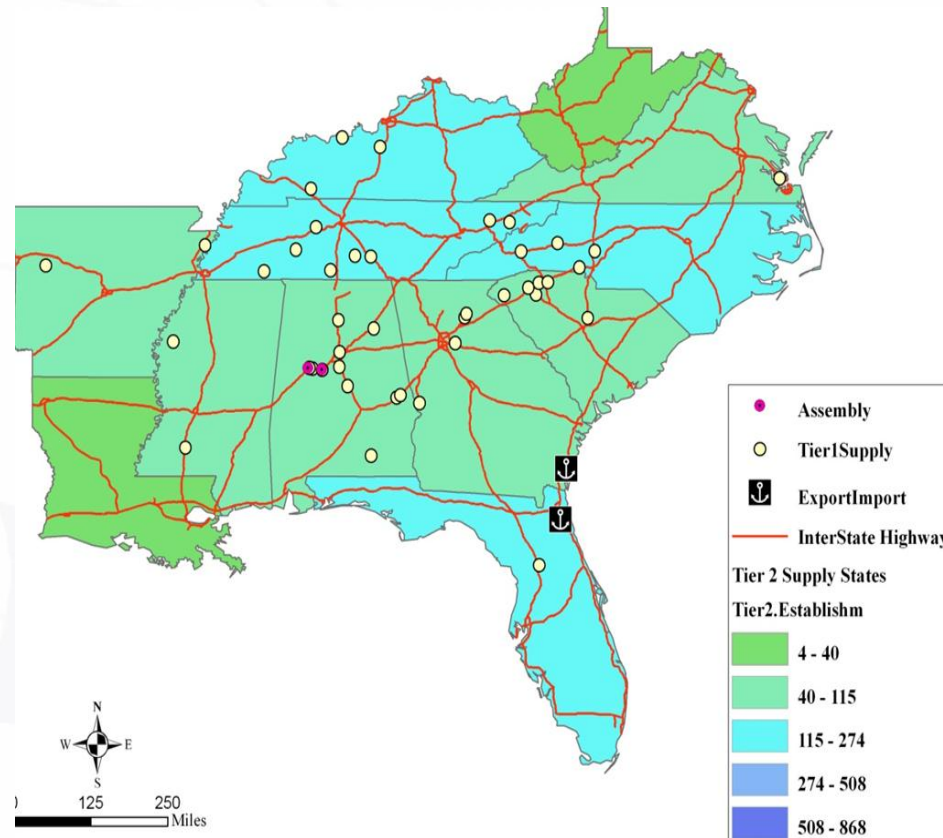 Assembly
Tier1Supply
ExportImport
InterState Highway
Tier 2 Supply States
Tier2.Establishm
4 - 40
40 - 115
115 - 274
274 - 508
508 - 868
N
W E
S
0 125 250
Miles